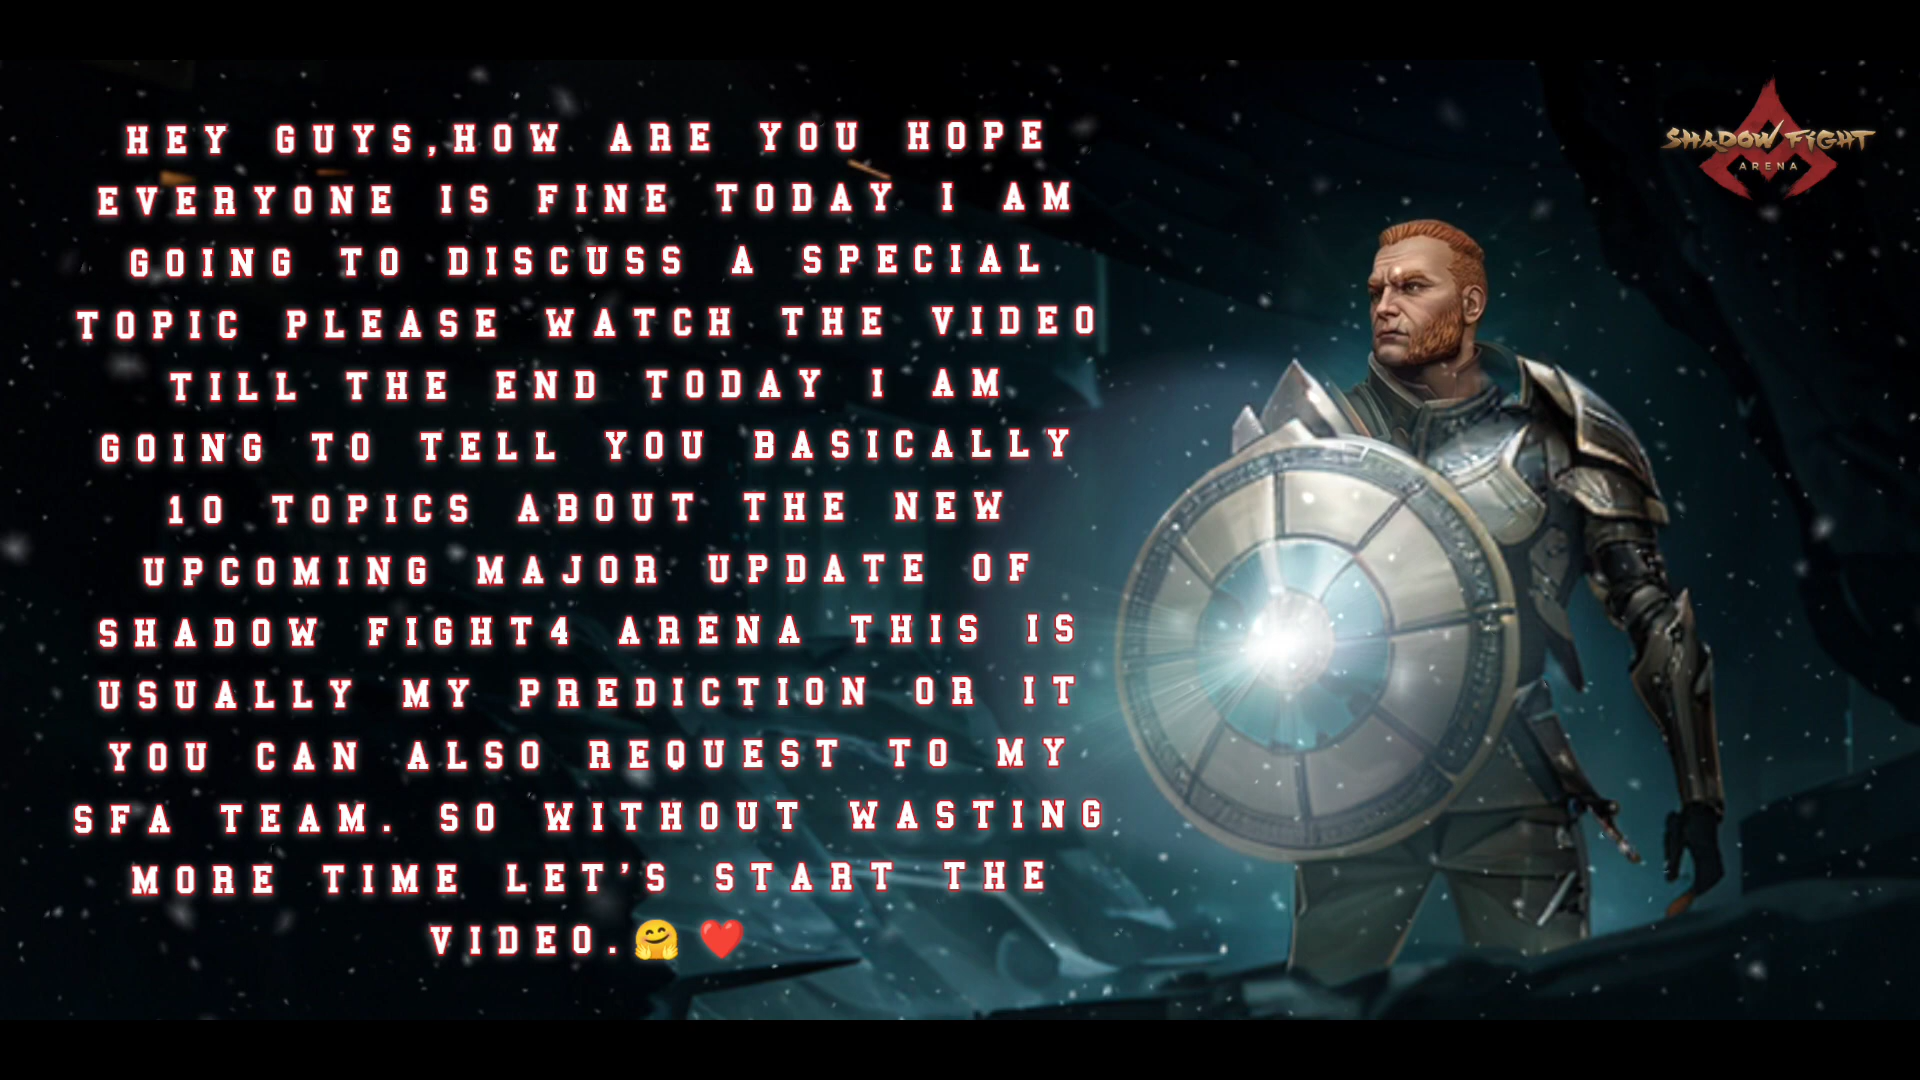 HEY GUYS,HOW ARE YOU HOPE
EVERYONE IS FINE TODAY I AM
GOING TO DISCUSS A SPECIAL
TOPIC PLEASE WATCH THE VIDEO
TILL THE END TODAY I AM
GOING TO TELL YOU BASICALLY
10 TOPICS ABOUT THE NEW
UPCOMING MAJOR UPDATE OF
SHADOW FIGHT4 ARENA THIS IS
USUALLY MY PREDICTION OR IT
YOU CAN ALSO REQUEST TO MY
SFA TEAM. SO WITHOUT WASTING
MORE TIME LET'S START THE
VIDEO.🤗 ❤️
SHADOW FIGHT
ARENA